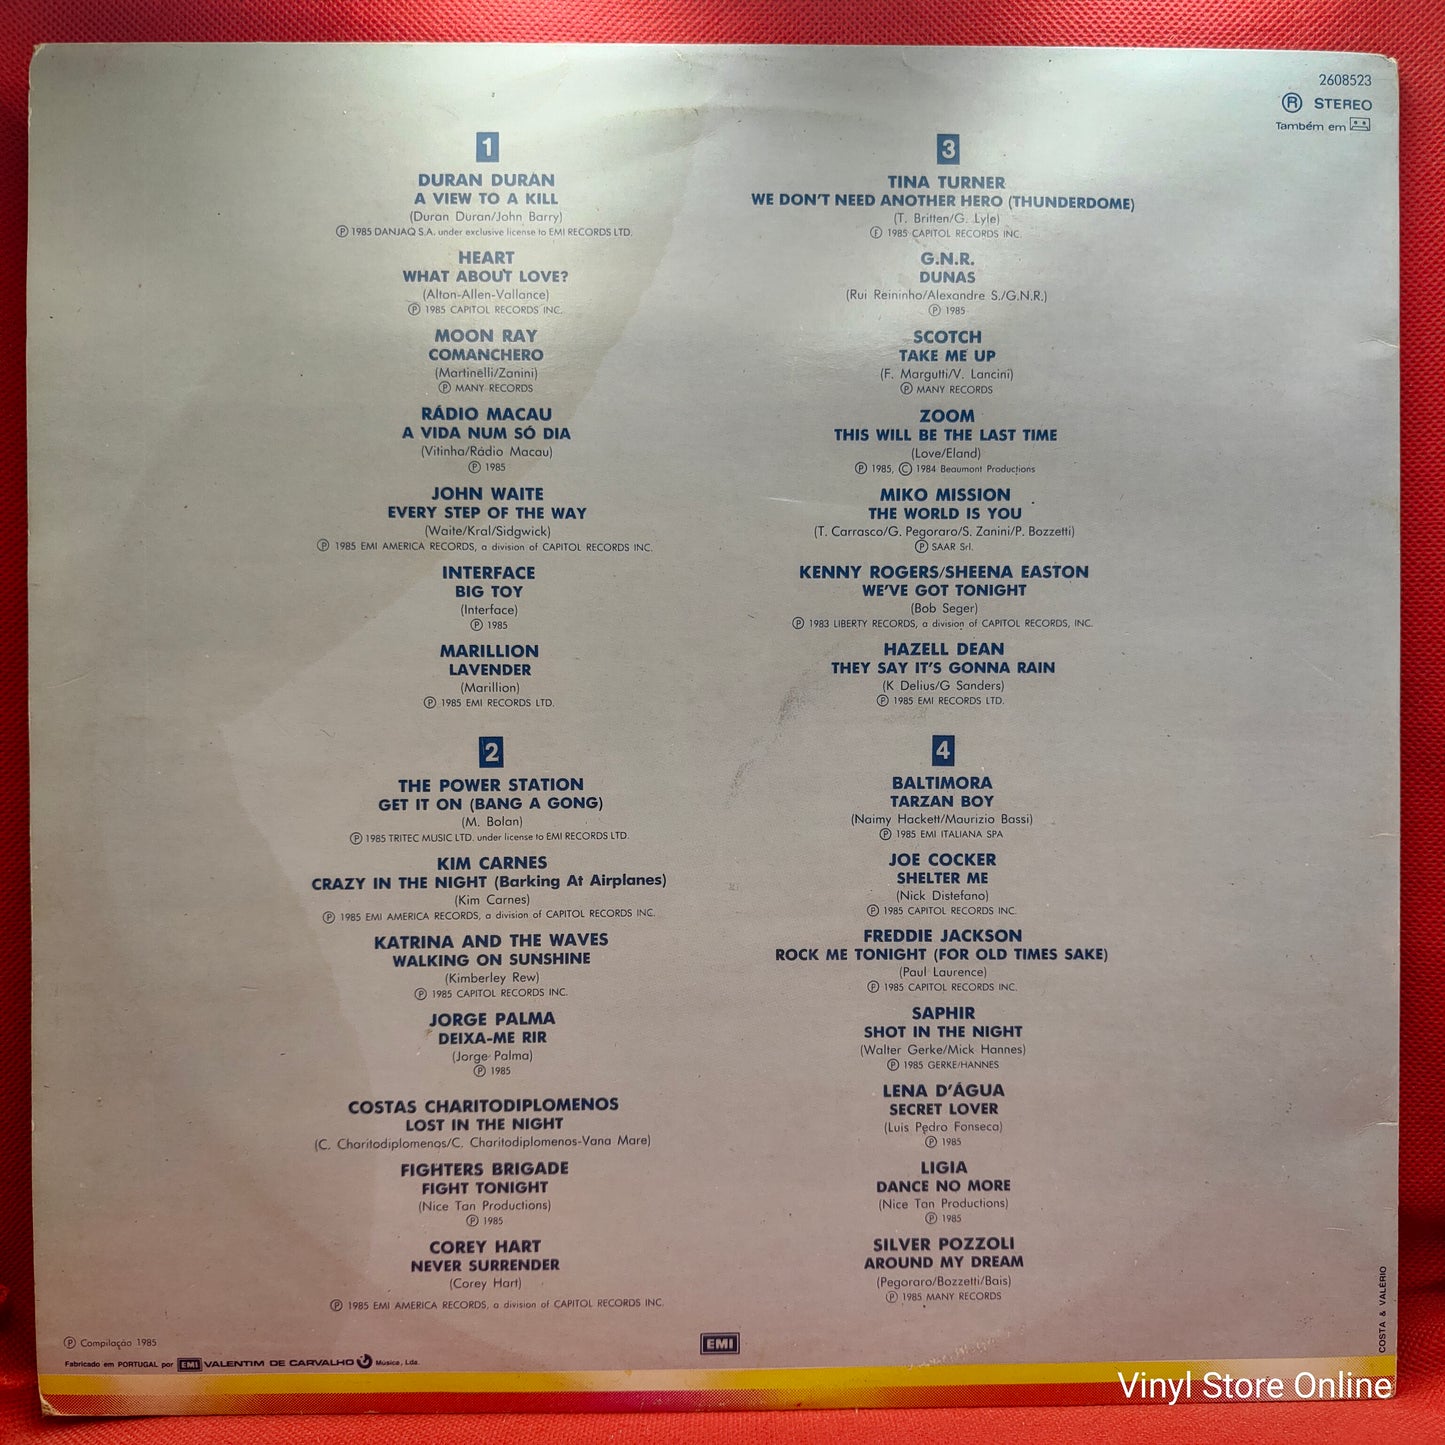 2608523
Ⓡ STEREO
Também em
1
DURAN DURAN
A VIEW TO A KILL
(Duran Duran/John Barry)
Ⓟ 1985 DANJAQ S.A. under exclusive license to EMI RECORDS LTD.
HEART
WHAT ABOUT LOVE?
(Alton-Allen-Vallance)
Ⓟ 1985 CAPITOL RECORDS INC.
MOON RAY
COMANCHERO
(Martinelli/Zanini)
Ⓟ MANY RECORDS
RÁDIO MACAU
A VIDA NUM SÓ DIA
(Vitinha/Rádio Macau)
Ⓟ 1985
JOHN WAITE
EVERY STEP OF THE WAY
(Waite/Kral/Sidgwick)
Ⓟ 1985 EMI AMERICA RECORDS, a division of CAPITOL RECORDS INC.
INTERFACE
BIG TOY
(Interface)
Ⓟ 1985
MARILLION
LAVENDER
(Marillion)
Ⓟ 1985 EMI RECORDS LTD.
2
THE POWER STATION
GET IT ON (BANG A GONG)
(M. Bolan)
Ⓟ 1985 TRITEC MUSIC LTD. under license to EMI RECORDS LTD.
KIM CARNES
CRAZY IN THE NIGHT (Barking At Airplanes)
(Kim Carnes)
Ⓟ 1985 EMI AMERICA RECORDS, a division of CAPITOL RECORDS INC.
KATRINA AND THE WAVES
WALKING ON SUNSHINE
(Kimberley Rew)
Ⓟ 1985 CAPITOL RECORDS INC.
JORGE PALMA
DEIXA-ME RIR
(Jorge Palma)
Ⓟ 1985
COSTAS CHARITODIPLOMENOS
LOST IN THE NIGHT
(C. Charitodiplomenos/C. Charitodiplomenos-Vana Mare)
FIGHTERS BRIGADE
FIGHT TONIGHT
(Nice Tan Productions)
Ⓟ 1985
COREY HART
NEVER SURRENDER
(Corey Hart)
Ⓟ 1985 EMI AMERICA RECORDS, a division of CAPITOL RECORDS INC.
3
TINA TURNER
WE DON'T NEED ANOTHER HERO (THUNDERDOME)
(T. Britten/G. Lyle)
Ⓟ 1985 CAPITOL RECORDS INC.
G.N.R.
DUNAS
(Rui Reininho/Alexandre S./G.N.R.)
Ⓟ 1985
SCOTCH
TAKE ME UP
(F. Margutti/V. Lancini)
Ⓟ MANY RECORDS
ZOOM
THIS WILL BE THE LAST TIME
(Love/Eland)
Ⓟ 1985, Ⓒ 1984 Beaumont Productions
MIKO MISSION
THE WORLD IS YOU
(T. Carrasco/G. Pegoraro/S. Zanini/P. Bozzetti)
Ⓟ SAAR Srl.
KENNY ROGERS/SHEENA EASTON
WE'VE GOT TONIGHT
(Bob Seger)
Ⓟ 1983 LIBERTY RECORDS, a division of CAPITOL RECORDS, INC.
HAZELL DEAN
THEY SAY IT'S GONNA RAIN
(K Delius/G Sanders)
Ⓟ 1985 EMI RECORDS LTD.
4
BALTIMORA
TARZAN BOY
(Naimy Hackett/Maurizio Bassi)
Ⓟ 1985 EMI ITALIANA SPA
JOE COCKER
SHELTER ME
(Nick Distefano)
Ⓟ 1985 CAPITOL RECORDS INC.
FREDDIE JACKSON
ROCK ME TONIGHT (FOR OLD TIMES SAKE)
(Paul Laurence)
Ⓟ 1985 CAPITOL RECORDS INC.
SAPHIR
SHOT IN THE NIGHT
(Walter Gerke/Mick Hannes)
Ⓟ 1985 GERKE/HANNES
LENA D'ÁGUA
SECRET LOVER
(Luis Pedro Fonseca)
Ⓟ 1985
LIGIA
DANCE NO MORE
(Nice Tan Productions)
Ⓟ 1985
SILVER POZZOLI
AROUND MY DREAM
(Pegoraro/Bozzetti/Bais)
Ⓟ 1985 MANY RECORDS
COSTA & VALÉRIO
Ⓟ Compilação 1985
Fabricado em PORTUGAL por EMI VALENTIM DE CARVALHO Música, Lda.
EMI
Vinyl Store Online